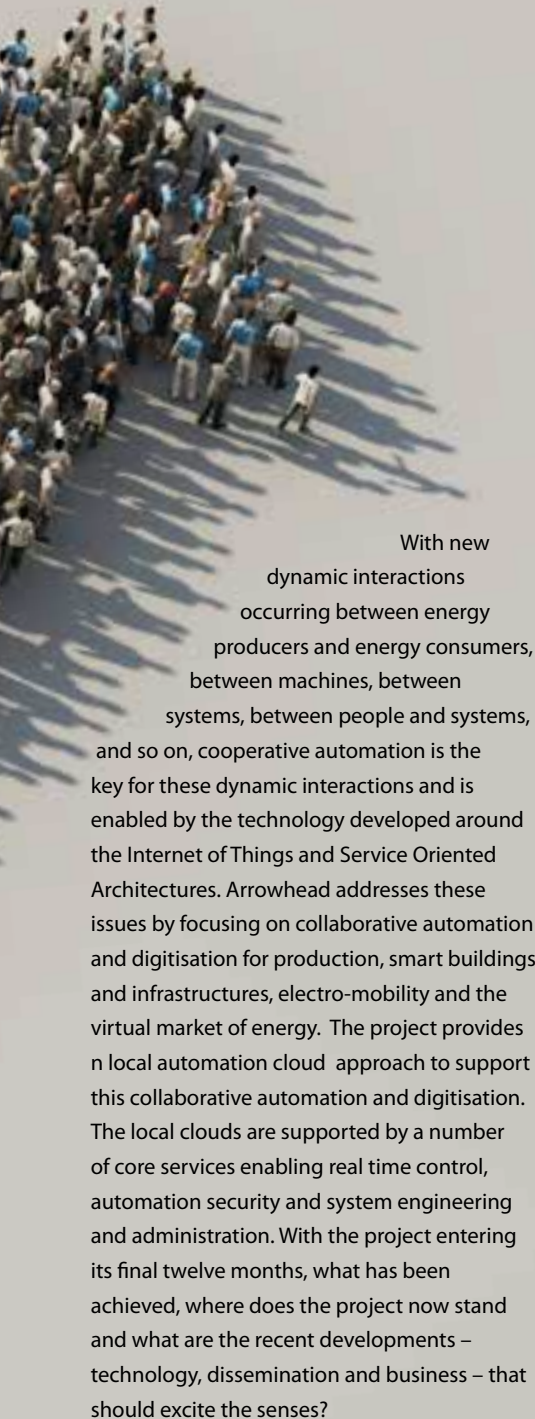 With new
dynamic interactions
occurring between energy
producers and energy consumers,
between machines, between
systems, between people and systems,
and so on, cooperative automation is the
key for these dynamic interactions and is
enabled by the technology developed around
the Internet of Things and Service Oriented
Architectures. Arrowhead addresses these
issues by focusing on collaborative automation
and digitisation for production, smart buildings
and infrastructures, electro-mobility and the
virtual market of energy.  The project provides
n local automation cloud  approach to support
this collaborative automation and digitisation.
The local clouds are supported by a number
of core services enabling real time control,
automation security and system engineering
and administration. With the project entering
its final twelve months, what has been
achieved, where does the project now stand
and what are the recent developments –
technology, dissemination and business – that
should excite the senses?